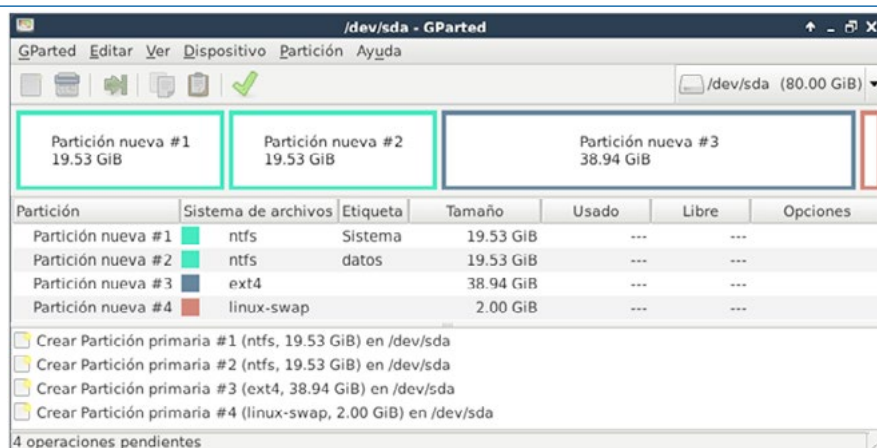 /dev/sda - GParted
GParted Editar Ver Dispositivo Partición Ayuda
/dev/sda (80.00 GiB)
Partición nueva #1 Partición nueva #2 Partición nueva #3
19.53 GiB 19.53 GiB 38.94 GiB
Partición Sistema de archivos Etiqueta Tamaño Usado Libre Opciones
Partición nueva #1 ntfs Sistema 19.53 GiB --- ---
Partición nueva #2 ntfs datos 19.53 GiB --- ---
Partición nueva #3 ext4 38.94 GiB --- ---
Partición nueva #4 linux-swap 2.00 GiB --- ---
Crear Partición primaria #1 (ntfs, 19.53 GiB) en /dev/sda
Crear Partición primaria #2 (ntfs, 19.53 GiB) en /dev/sda
Crear Partición primaria #3 (ext4, 38.94 GiB) en /dev/sda
Crear Partición primaria #4 (linux-swap, 2.00 GiB) en /dev/sda
4 operaciones pendientes